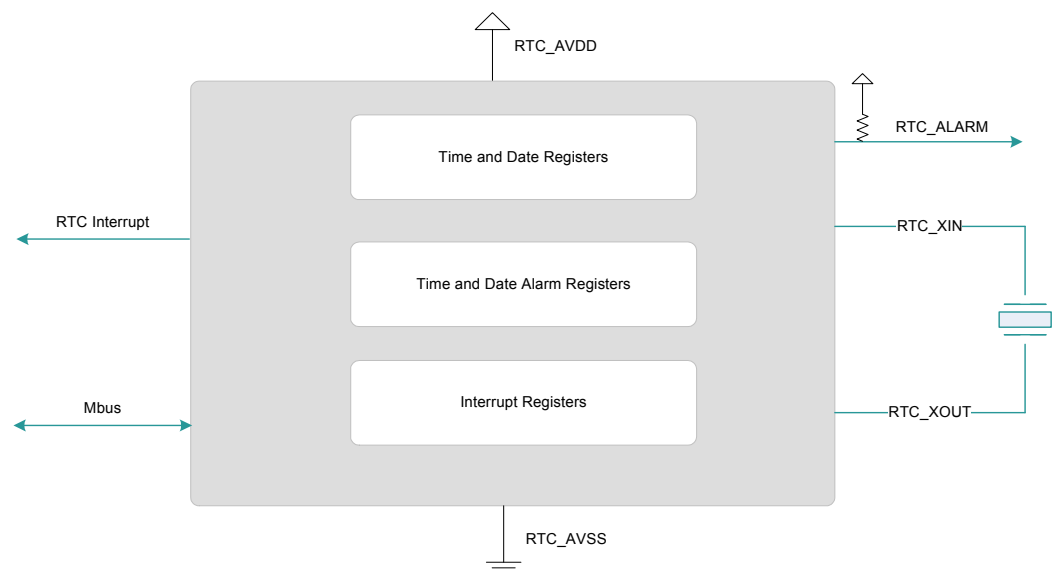 RTC_AVDD
RTC_ALARM
Time and Date Registers
RTC Interrupt
RTC_XIN
Time and Date Alarm Registers
Mbus
Interrupt Registers
RTC_XOUT
RTC_AVSS